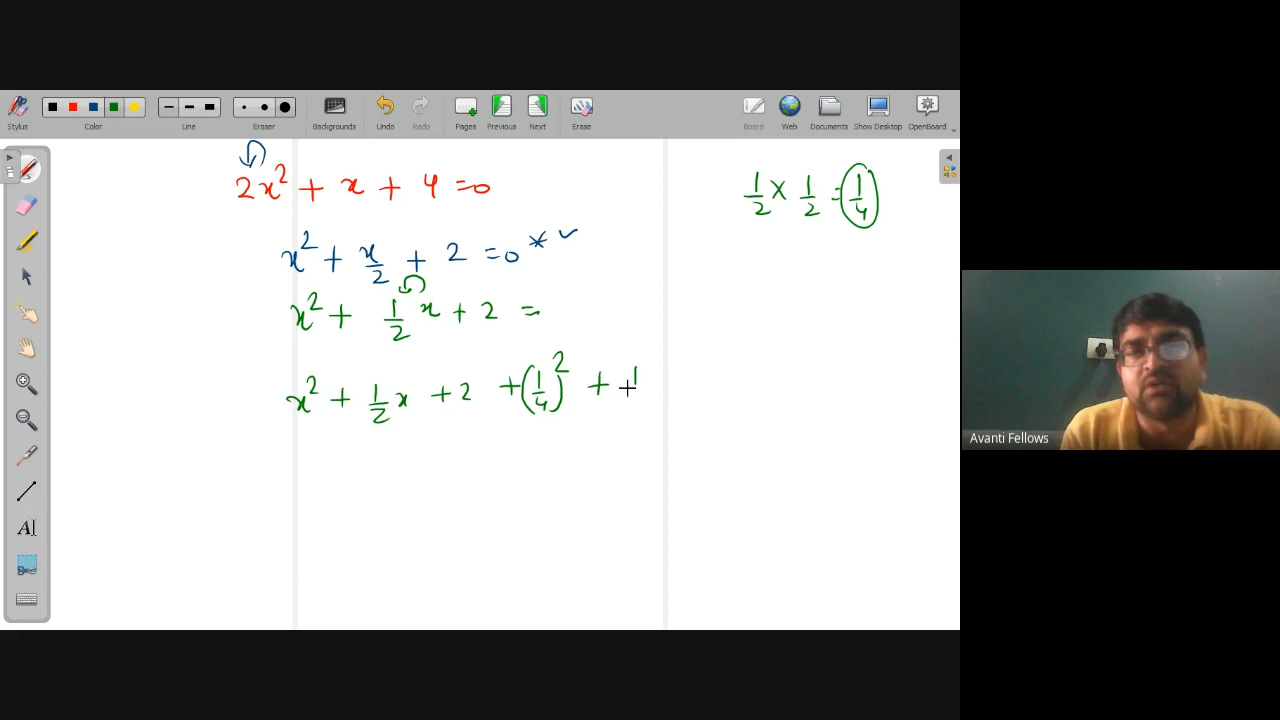 Stylus
Color
Line
Eraser
Backgrounds
Undo
Redo
Pages
Previous
Next
Erase
Board
Web
Documents
Show Desktop
OpenBoard
2x² + x + 4 = 0
x² + x/2 + 2 = 0 * ✓
x² + 1/2 x + 2 =
x² + 1/2 x + 2 + (1/4)² +
1/2 × 1/2 = 1/4
AI
Avanti Fellows